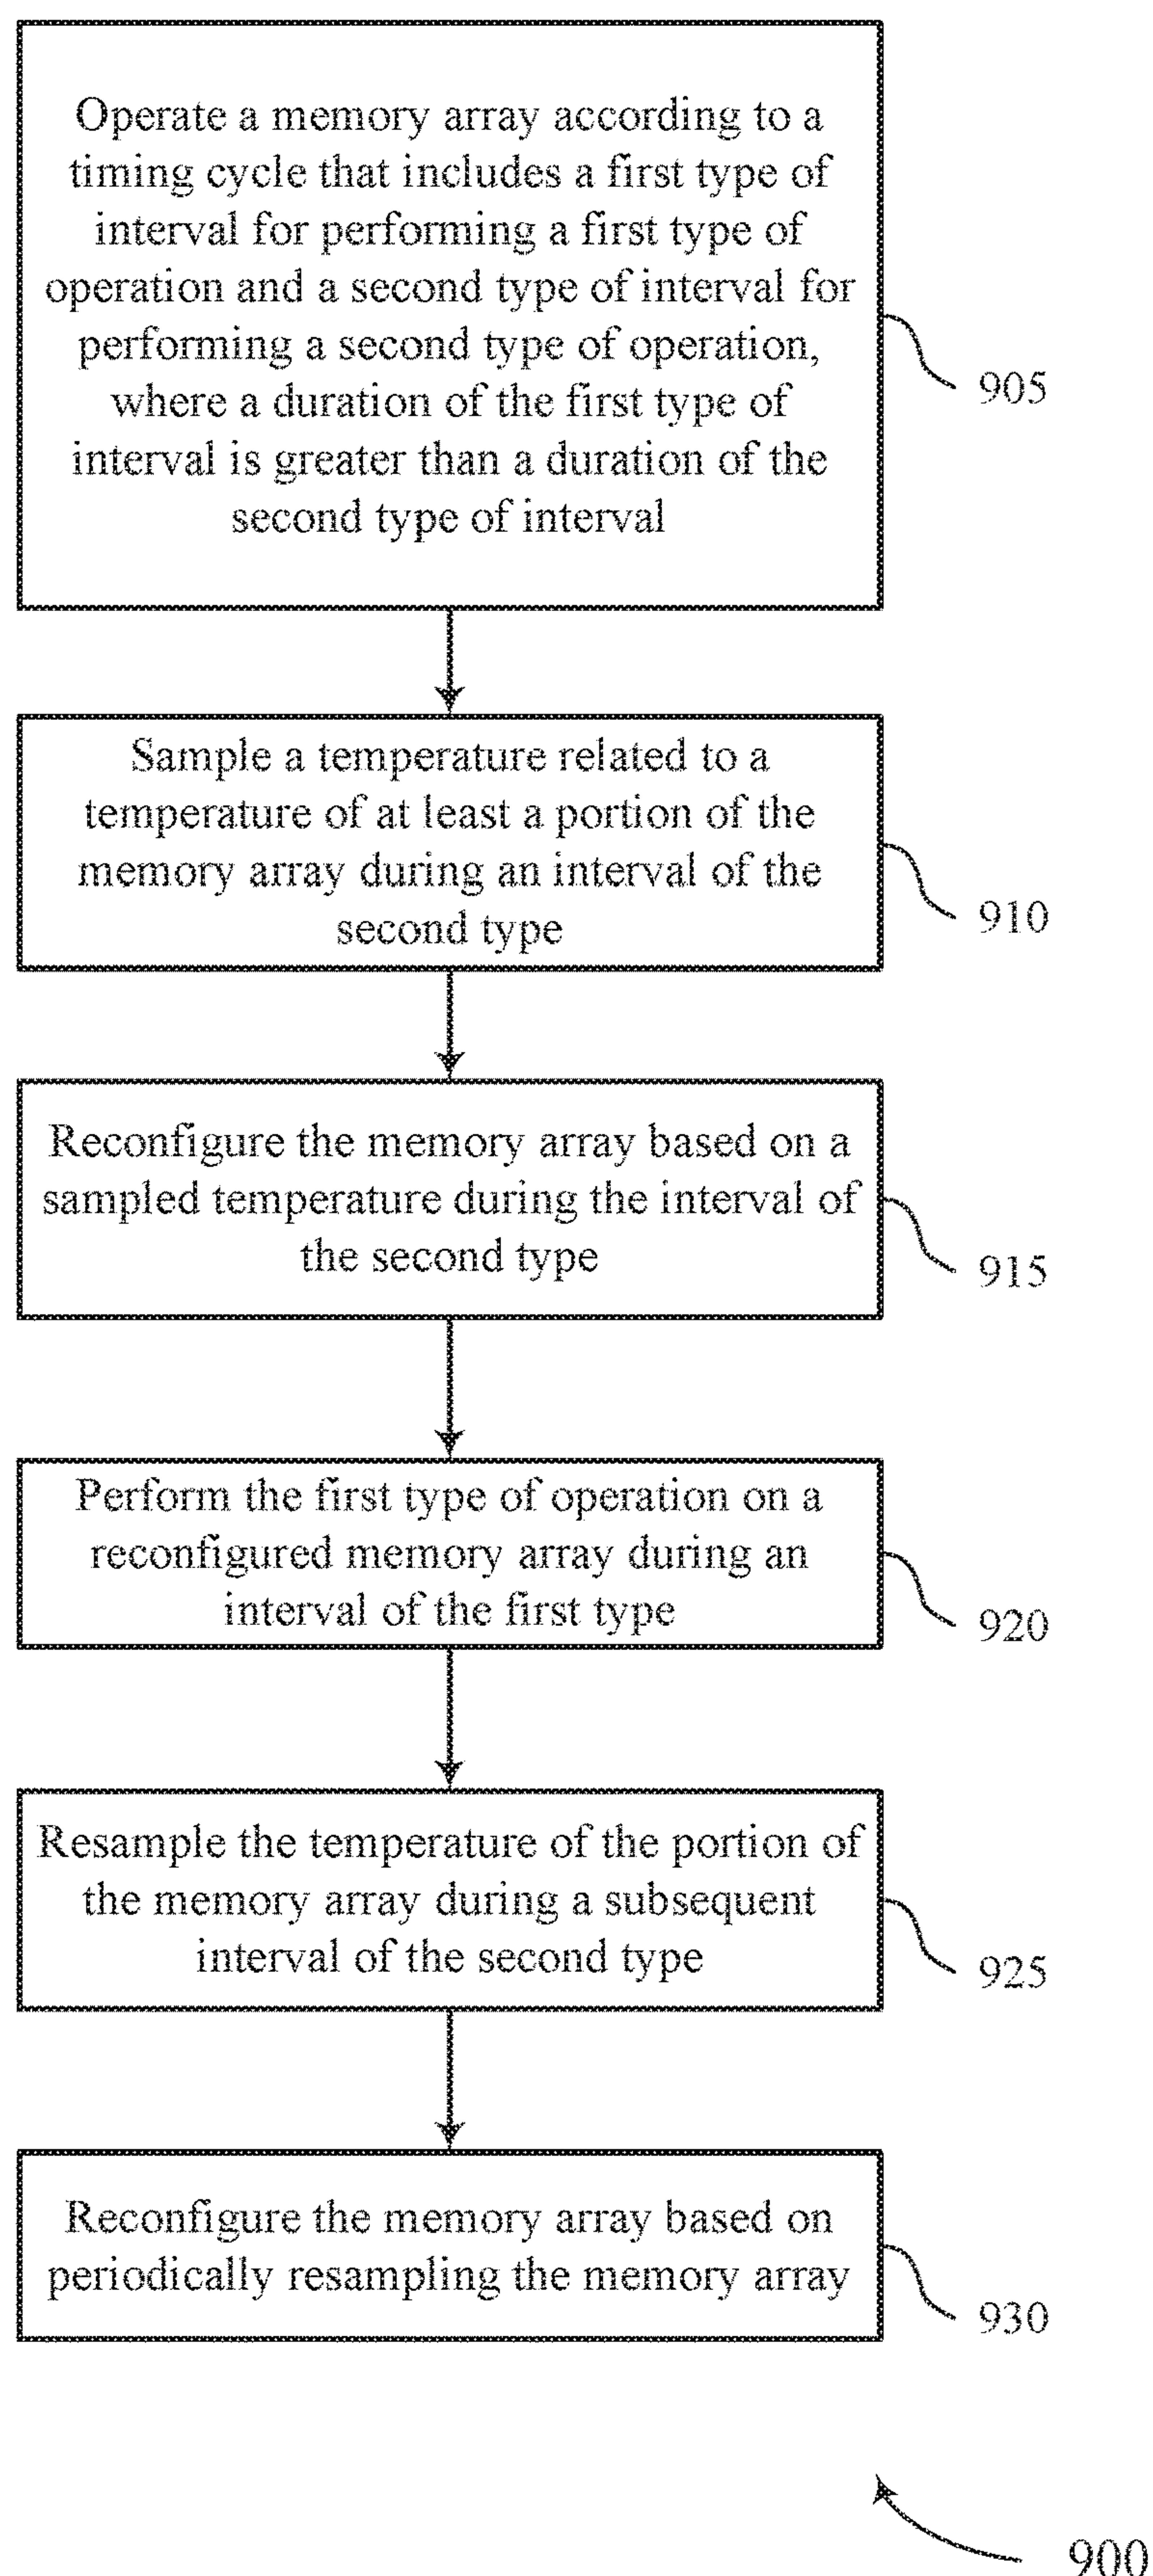 Operate a memory array according to a
timing cycle that includes a first type of
interval for performing a first type of
operation and a second type of interval for
performing a second type of operation,
where a duration of the first type of
interval is greater than a duration of the
second type of interval
905
Sample a temperature related to a
temperature of at least a portion of the
memory array during an interval of the
second type
910
Reconfigure the memory array based on a
sampled temperature during the interval of
the second type
915
Perform the first type of operation on a
reconfigured memory array during an
interval of the first type
920
Resample the temperature of the portion of
the memory array during a subsequent
interval of the second type
925
Reconfigure the memory array based on
periodically resampling the memory array
930
900